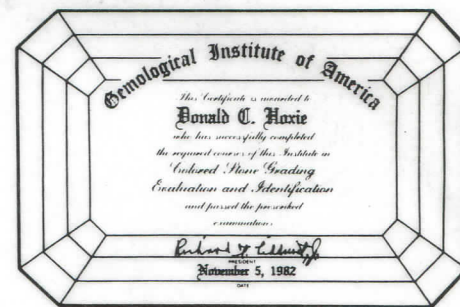 Gemological Institute of America
This Certificate is awarded to
Donald C. Hoxie
who has successfully completed
the required courses of this Institute in
Colored Stone Grading
Evaluation and Identification
and passed the prescribed
examinations
PRESIDENT
November 5, 1982
DATE